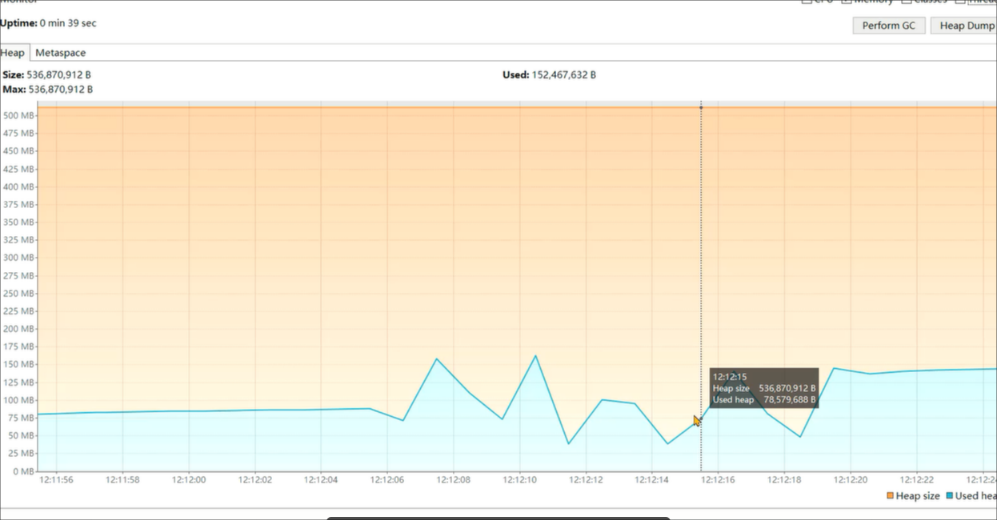 Uptime: 0 min 39 sec
Perform GC
Heap Dump
Heap
Metaspace
Size: 536,870,912 B
Used: 152,467,632 B
Max: 536,870,912 B
500 MB
475 MB
450 MB
425 MB
400 MB
375 MB
350 MB
325 MB
300 MB
275 MB
250 MB
225 MB
200 MB
175 MB
150 MB
125 MB
100 MB
75 MB
50 MB
25 MB
0 MB
12:12:15
Heap size 536,870,912 B
Used heap 78,579,688 B
12:11:56
12:11:58
12:12:00
12:12:02
12:12:04
12:12:06
12:12:08
12:12:10
12:12:12
12:12:14
12:12:16
12:12:18
12:12:20
12:12:22
12:12:24
Heap size
Used hea